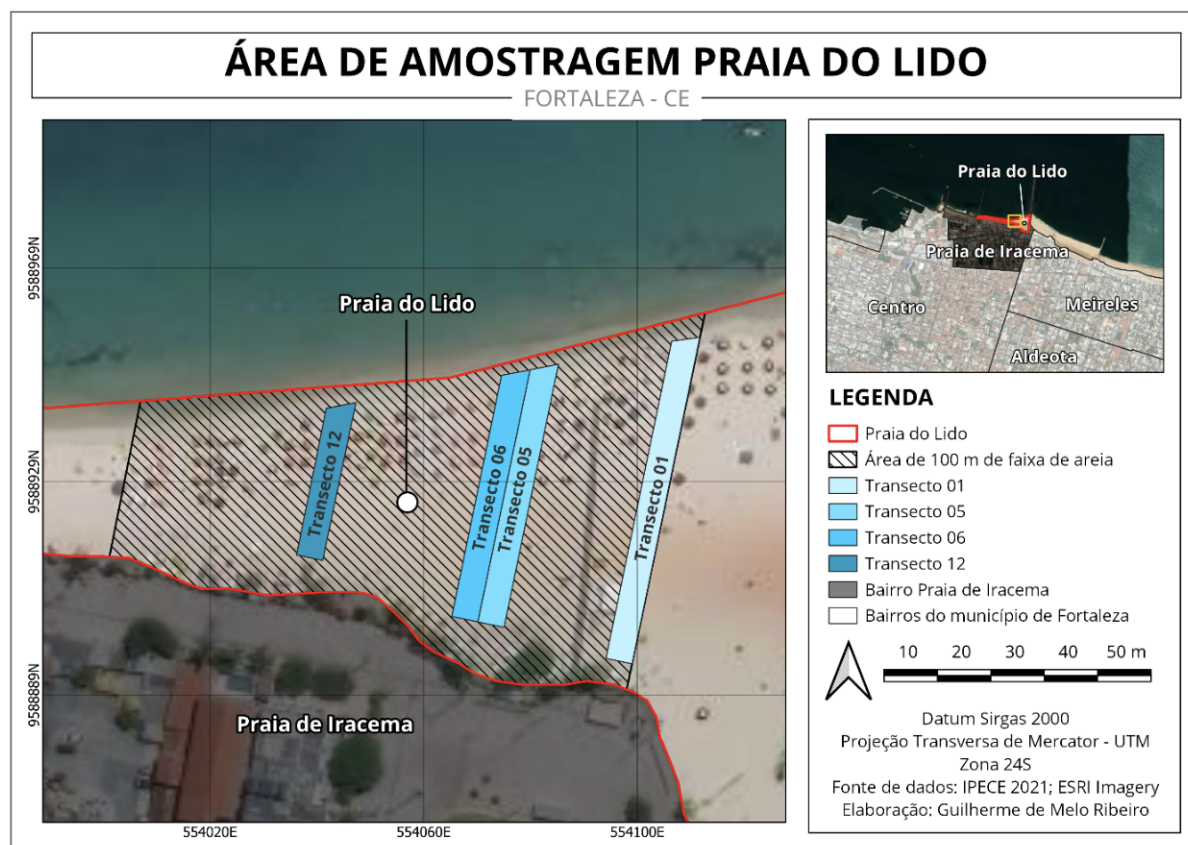 ÁREA DE AMOSTRAGEM PRAIA DO LIDO
FORTALEZA - CE
9588969N
9588929N
9588889N
Praia do Lido
Transecto 12
Transecto 06
Transecto 05
Transecto 01
Praia de Iracema
554020E
554060E
554100E
Praia do Lido
Praia de Iracema
Centro
Meireles
Aldeota
LEGENDA
Praia do Lido
Área de 100 m de faixa de areia
Transecto 01
Transecto 05
Transecto 06
Transecto 12
Bairro Praia de Iracema
Bairros do município de Fortaleza
10 20 30 40 50 m
Datum Sirgas 2000
Projeção Transversa de Mercator - UTM
Zona 24S
Fonte de dados: IPECE 2021; ESRI Imagery
Elaboração: Guilherme de Melo Ribeiro